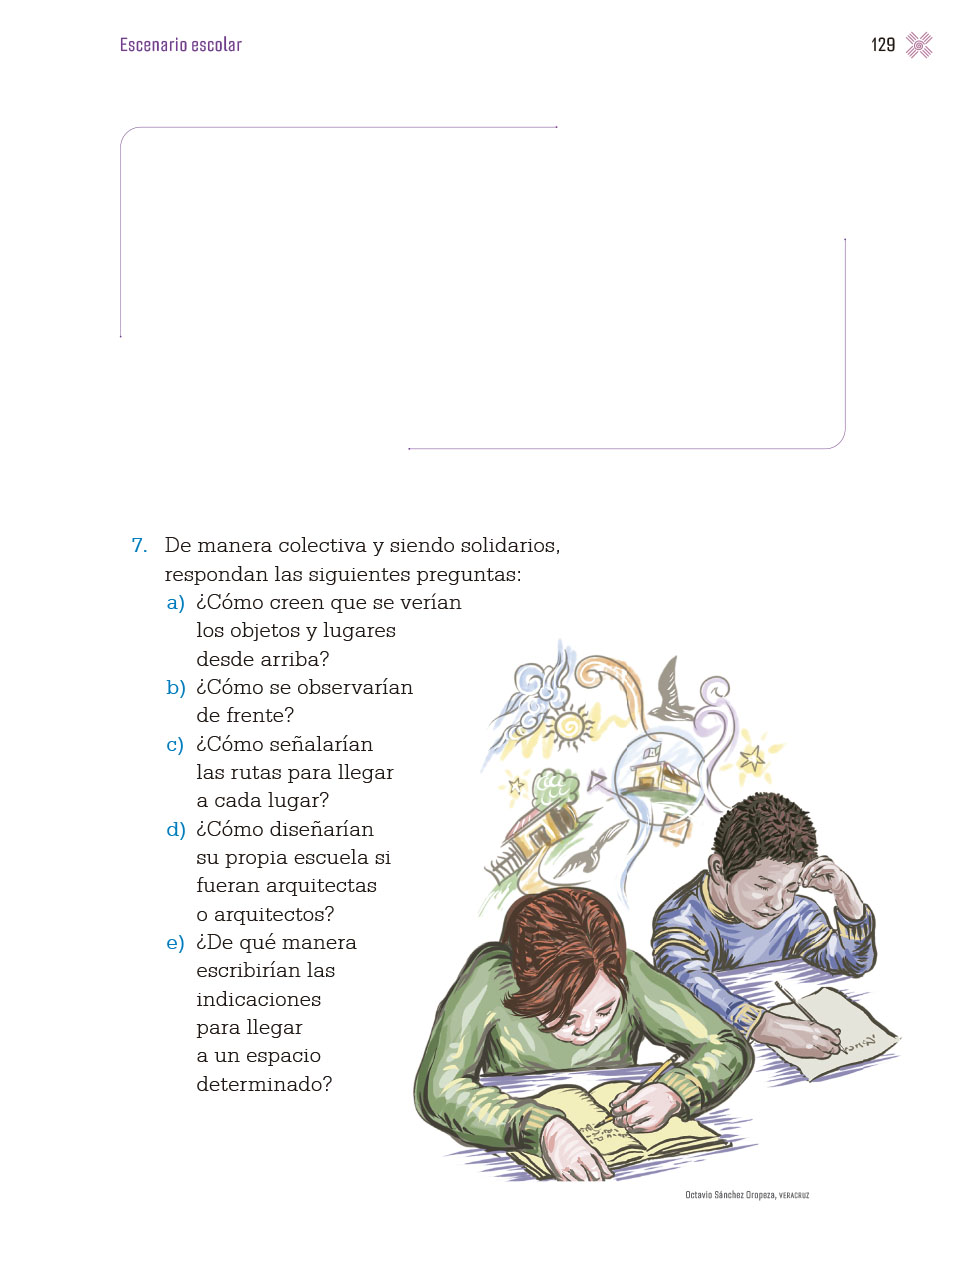 Escenario escolar
129
7. De manera colectiva y siendo solidarios,
respondan las siguientes preguntas:
a) ¿Cómo creen que se verían
los objetos y lugares
desde arriba?
b) ¿Cómo se observarían
de frente?
c) ¿Cómo señalarían
las rutas para llegar
a cada lugar?
d) ¿Cómo diseñarían
su propia escuela si
fueran arquitectas
o arquitectos?
e) ¿De qué manera
escribirían las
indicaciones
para llegar
a un espacio
determinado?
Octavio Sánchez Oropeza, VERACRUZ